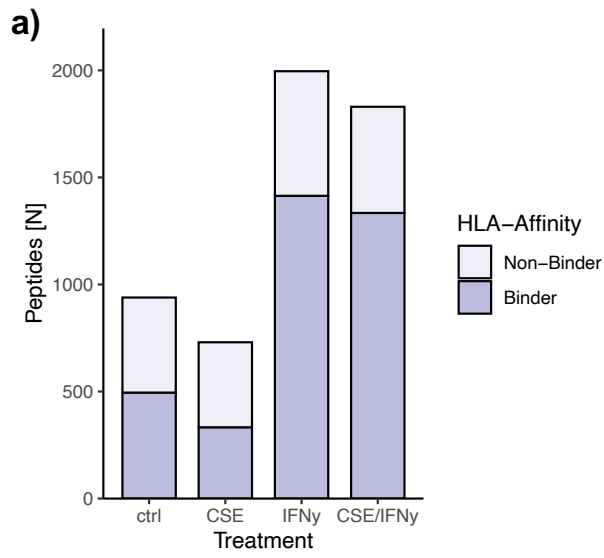 a)
2000
1500
1000
500
0
Peptides [N]
ctrl CSE IFNy CSE/IFNy
Treatment
HLA−Affinity
Non−Binder
Binder